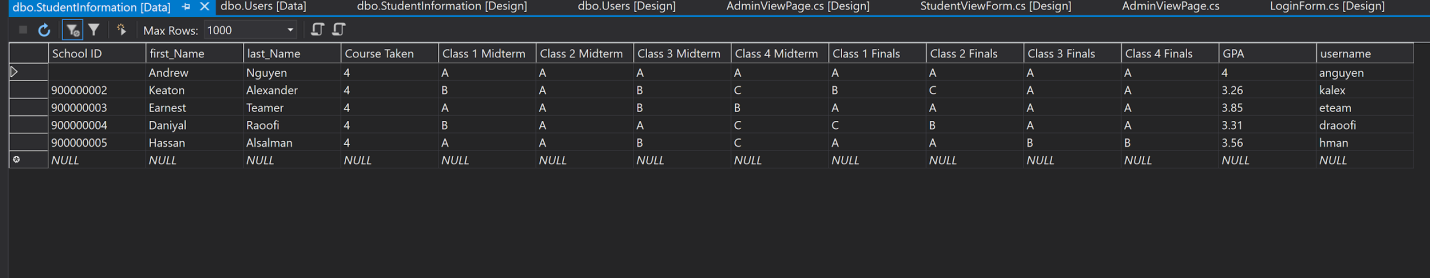 dbo.StudentInformation [Data] dbo.Users [Data] dbo.StudentInformation [Design] dbo.Users [Design] AdminViewPage.cs [Design] StudentViewForm.cs [Design] AdminViewPage.cs LoginForm.cs [Design]
Max Rows: 1000
School ID first_Name last_Name Course Taken Class 1 Midterm Class 2 Midterm Class 3 Midterm Class 4 Midterm Class 1 Finals Class 2 Finals Class 3 Finals Class 4 Finals GPA username
Andrew Nguyen 4 A A A A A A A A 4 anguyen
900000002 Keaton Alexander 4 B A B C B C A A 3.26 kalex
900000003 Earnest Teamer 4 A A B B A A A A 3.85 eteam
900000004 Daniyal Raoofi 4 B A A C C B A A 3.31 draoofi
900000005 Hassan Alsalman 4 A A B C A A B B 3.56 hman
NULL NULL NULL NULL NULL NULL NULL NULL NULL NULL NULL NULL NULL NULL